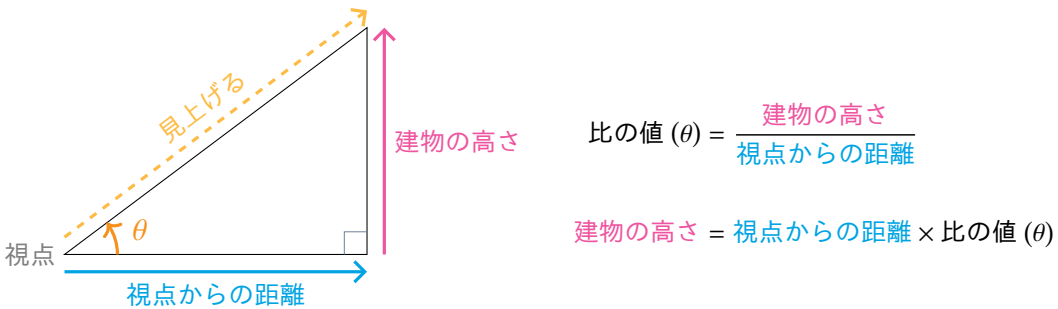 見上げる
建物の高さ
θ
視点
視点からの距離
比の値 (θ) = 建物の高さ / 視点からの距離
建物の高さ = 視点からの距離 × 比の値 (θ)